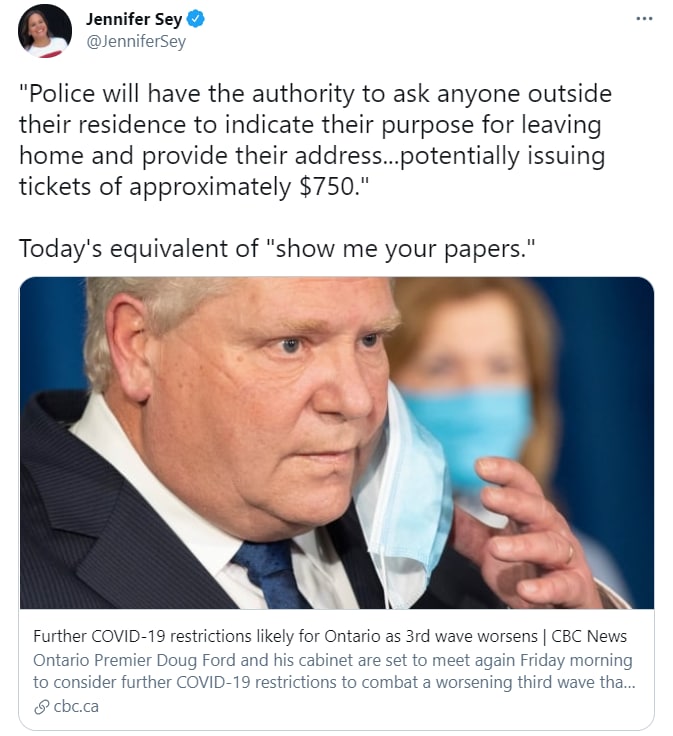 Jennifer Sey
@JenniferSey
"Police will have the authority to ask anyone outside
their residence to indicate their purpose for leaving
home and provide their address...potentially issuing
tickets of approximately $750."
Today's equivalent of "show me your papers."
Further COVID-19 restrictions likely for Ontario as 3rd wave worsens | CBC News
Ontario Premier Doug Ford and his cabinet are set to meet again Friday morning
to consider further COVID-19 restrictions to combat a worsening third wave tha...
cbc.ca